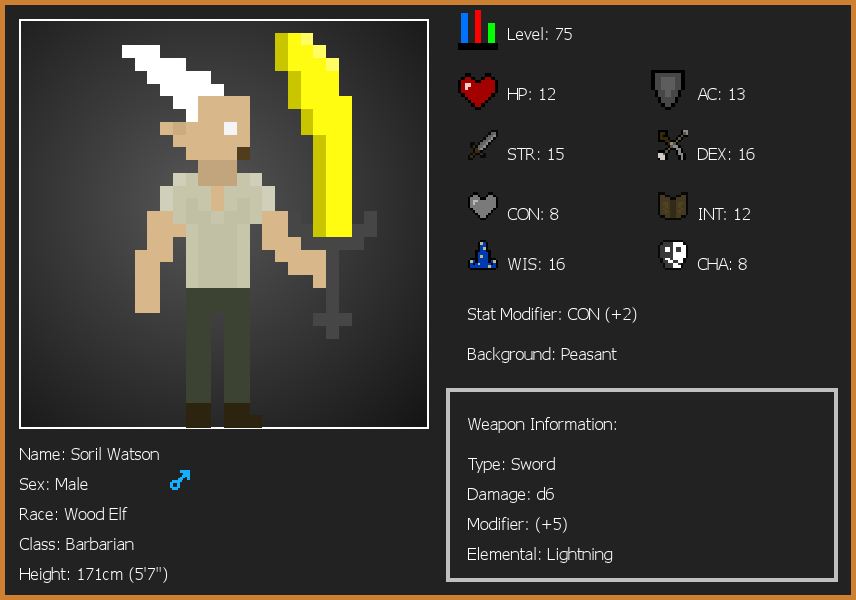 Level: 75
HP: 12
AC: 13
STR: 15
DEX: 16
CON: 8
INT: 12
WIS: 16
CHA: 8
Stat Modifier: CON (+2)
Background: Peasant
Weapon Information:
Type: Sword
Damage: d6
Modifier: (+5)
Elemental: Lightning
Name: Soril Watson
Sex: Male
Race: Wood Elf
Class: Barbarian
Height: 171cm (5'7")